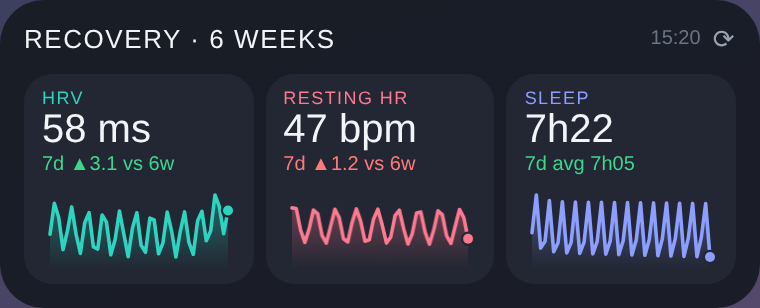 RECOVERY · 6 WEEKS
15:20 ⟳
HRV
58 ms
7d ▲3.1 vs 6w
RESTING HR
47 bpm
7d ▲1.2 vs 6w
SLEEP
7h22
7d avg 7h05